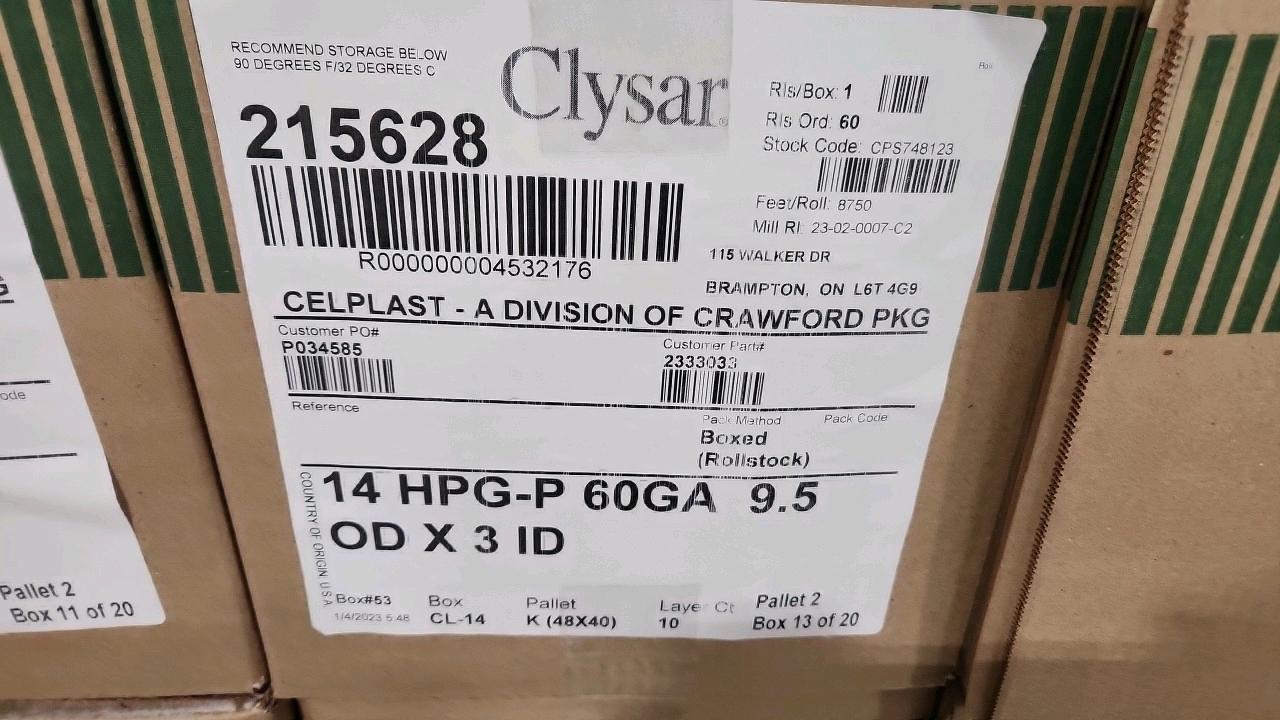 RECOMMEND STORAGE BELOW
90 DEGREES F/32 DEGREES C
Clysar®
215628
R000000004532176
Roll
Rls/Box: 1
Rls Ord: 60
Stock Code: CPS748123
Feet/Roll: 8750
Mill Rl: 23-02-0007-C2
115 WALKER DR
BRAMPTON, ON L6T 4G9
CELPLAST - A DIVISION OF CRAWFORD PKG
Customer PO#
P034585
Customer Part#
2333033
Reference
Pack Method
Pack Code
Boxed
(Rollstock)
COUNTRY OF ORIGIN USA
14 HPG-P 60GA 9.5
OD X 3 ID
Box#53
1/4/2023 5:48
Box
CL-14
Pallet
K (48X40)
Layer Ct
10
Pallet 2
Box 13 of 20
ode
Pallet 2
Box 11 of 20